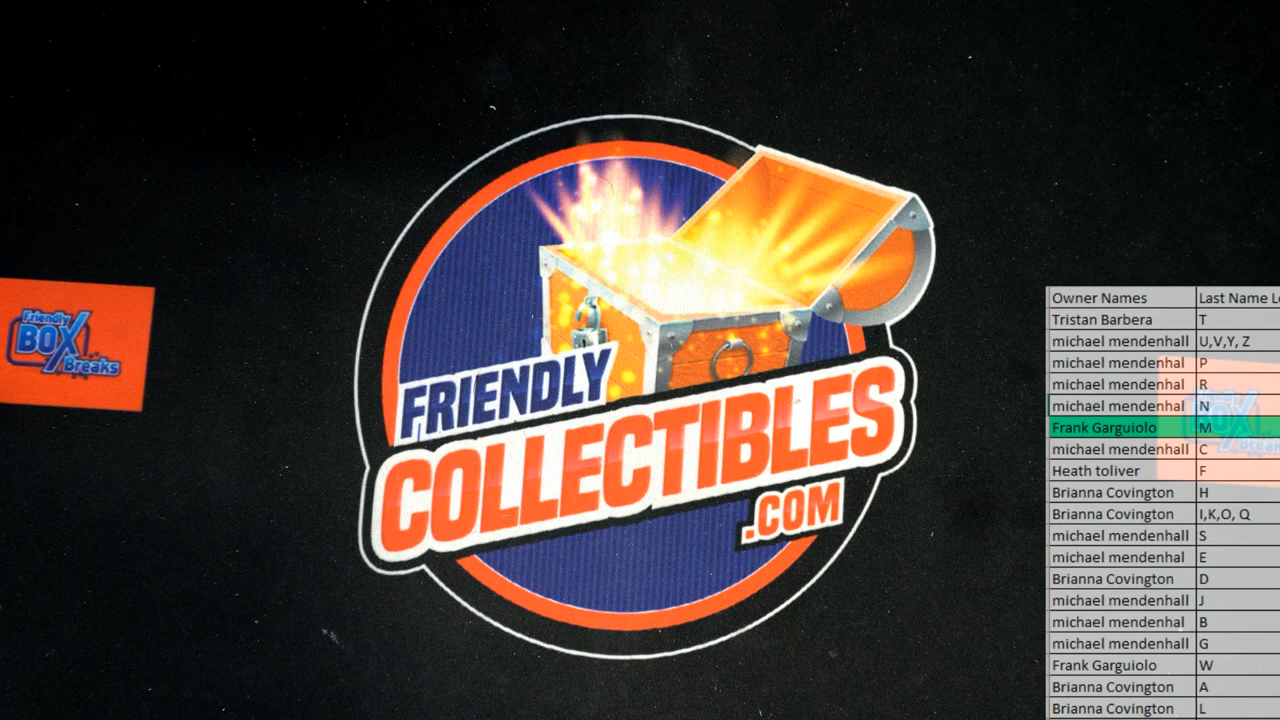 Friendly
BOX
Breaks
FRIENDLY
COLLECTIBLES
.COM
Owner Names Last Name L
Tristan Barbera T
michael mendenhall U,V,Y, Z
michael mendenhal P
michael mendenhal R
michael mendenhal N
Frank Garguiolo M
michael mendenhall C
Heath toliver F
Brianna Covington H
Brianna Covington I,K,O, Q
michael mendenhall S
michael mendenhal E
Brianna Covington D
michael mendenhall J
michael mendenhal B
michael mendenhall G
Frank Garguiolo W
Brianna Covington A
Brianna Covington L